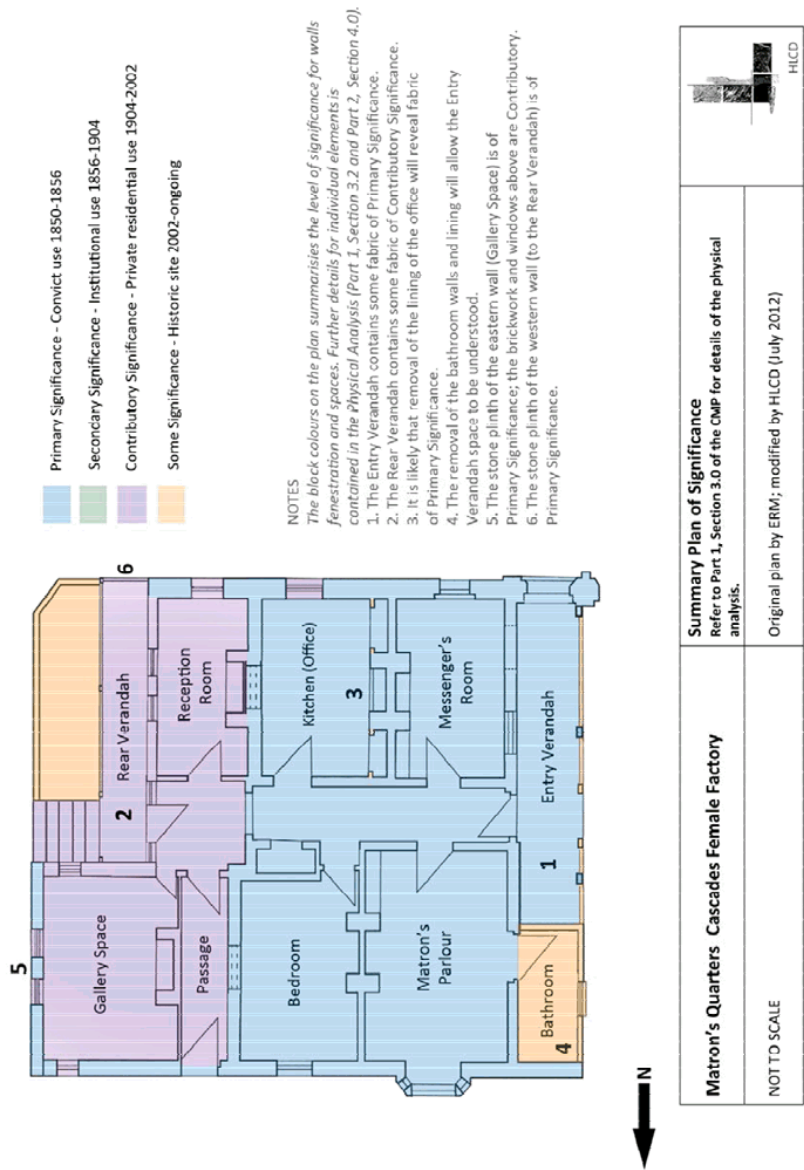 Primary Significance - Convict use 1850-1856
Secondary Significance - Institutional use 1856-1904
Contributory Significance - Private residential use 1904-2002
Some Significance - Historic site 2002-ongoing
NOTES
The block colours on the plan summarisies the level of significance for walls
fenestration and spaces. Further details for individual elements is
contained in the Physical Analysis (Part 1, Section 3.2 and Part 2, Section 4.0).
1. The Entry Verandah contains some fabric of Primary Significance.
2. The Rear Verandah contains some fabric of Contributory Significance.
3. It is likely that removal of the lining of the office will reveal fabric
of Primary Significance.
4. The removal of the bathroom walls and lining will allow the Entry
Verandah space to be understood.
5. The stone plinth of the eastern wall (Gallery Space) is of
Primary Significance; the brickwork and windows above are Contributory.
6. The stone plinth of the western wall (to the Rear Verandah) is of
Primary Significance.
5
6
Gallery Space
2
Rear Verandah
Passage
Reception
Room
Bedroom
Kitchen (Office)
3
Matron's
Parlour
Messenger's
Room
Bathroom
4
1
Entry Verandah
N
Matron's Quarters Cascades Female Factory
NOT TO SCALE
Summary Plan of Significance
Refer to Part 1, Section 3.0 of the CMP for details of the physical
analysis.
Original plan by ERM; modified by HLCD (July 2012)
HLCD